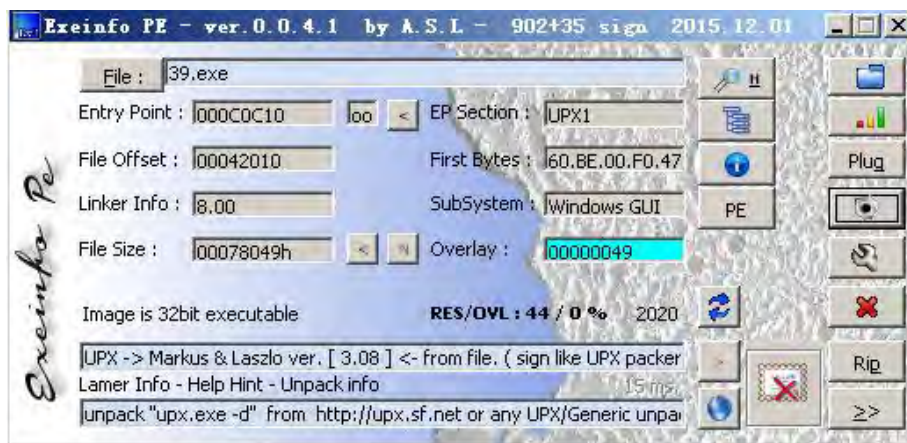 Exeinfo PE - ver.0.0.4.1 by A.S.L - 902+35 sign 2015.12.01
Exeinfo Pe
File : 39.exe H
Entry Point : 000C0C10 oo < EP Section : UPX1
File Offset : 00042010 First Bytes : 60.BE.00.F0.47 Plug
Linker Info : 8.00 SubSystem : Windows GUI PE
File Size : 00078049h < N Overlay : 00000049
Image is 32bit executable RES/OVL : 44 / 0 % 2020
UPX -> Markus & Laszlo ver. [ 3.08 ] <- from file. ( sign like UPX packer Rip
Lamer Info - Help Hint - Unpack info 15 ms.
unpack "upx.exe -d" from http://upx.sf.net or any UPX/Generic unpa >>